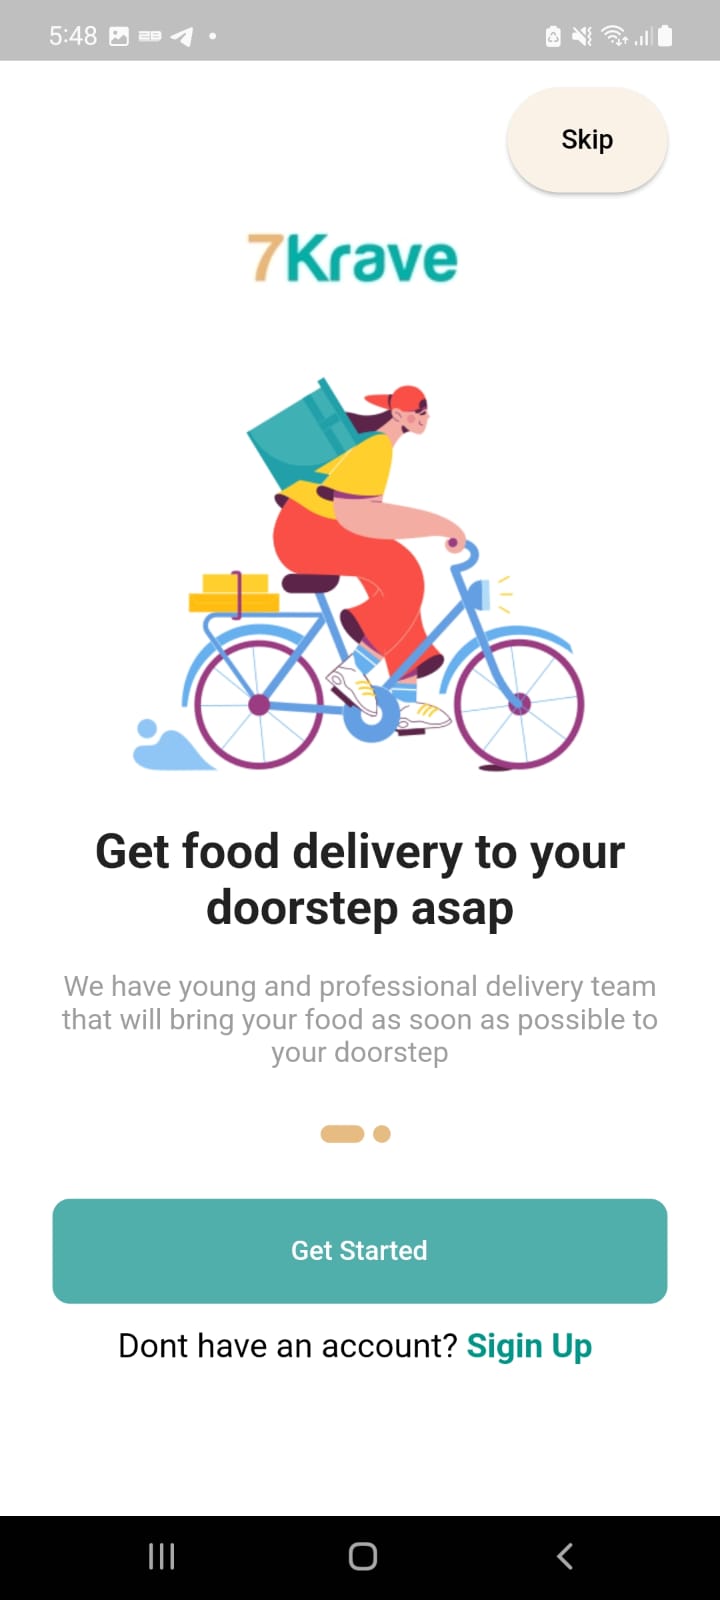 5:48
Skip
7Krave
Get food delivery to your
doorstep asap
We have young and professional delivery team
that will bring your food as soon as possible to
your doorstep
Get Started
Dont have an account? Sigin Up